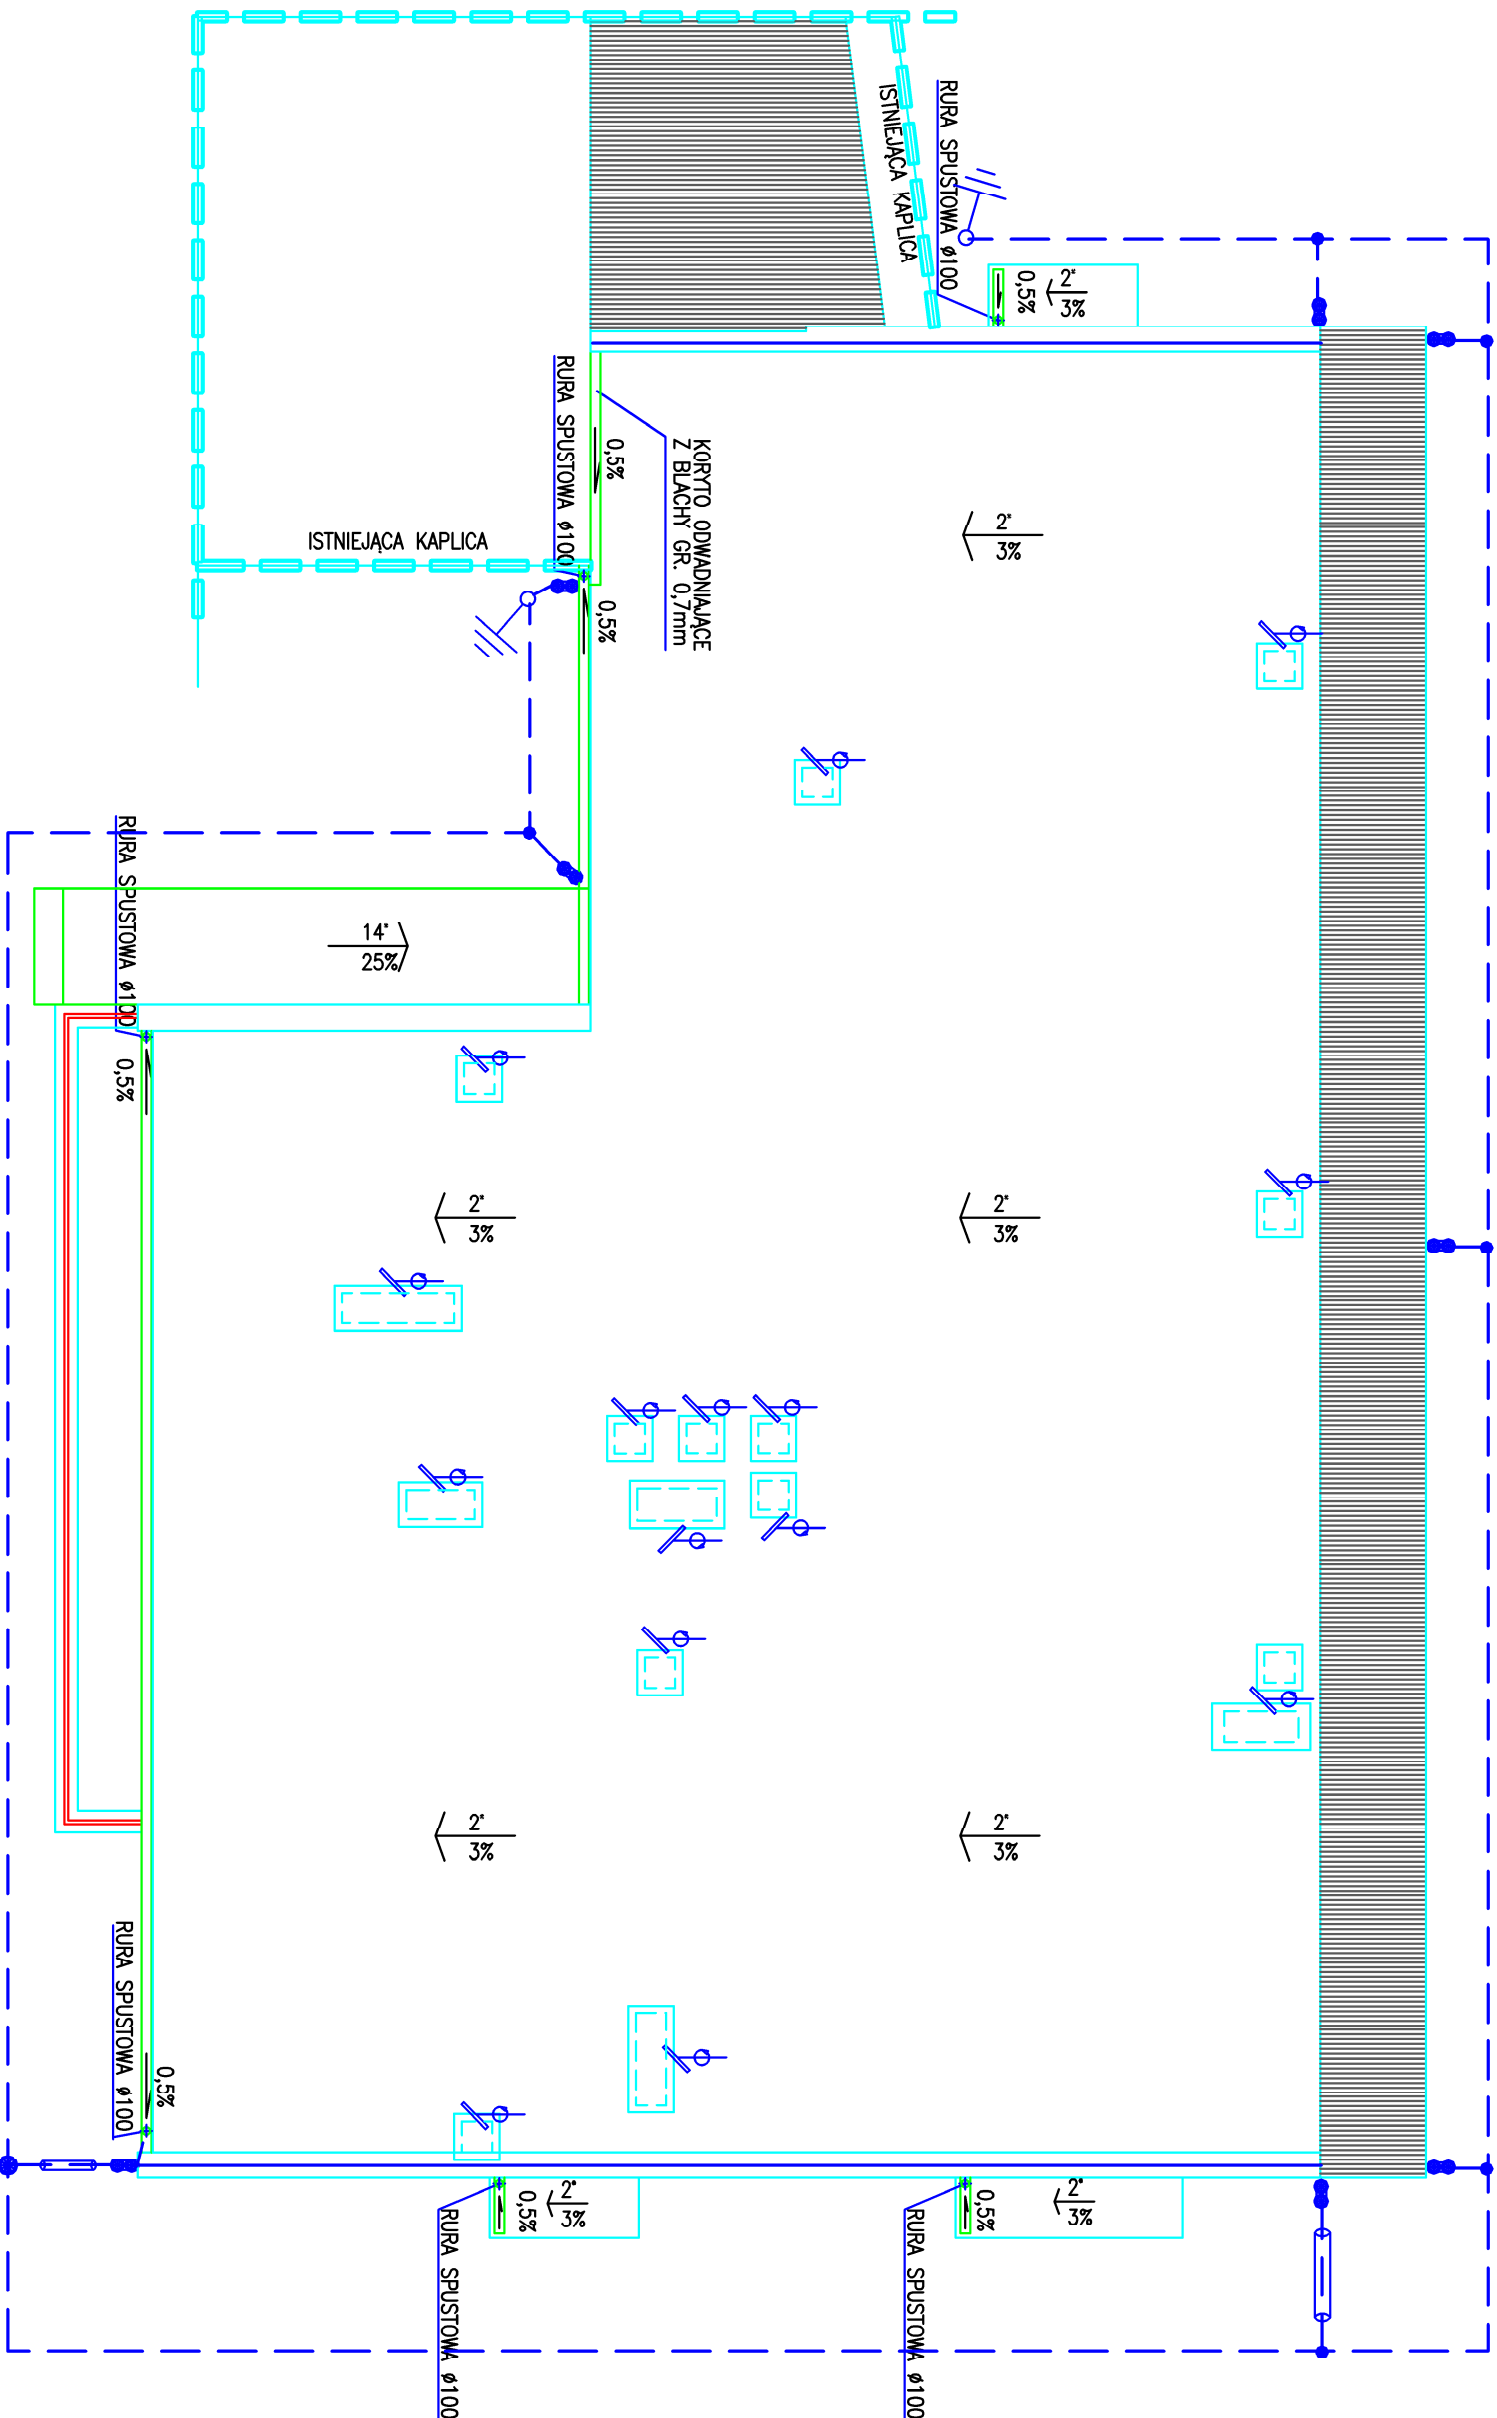 RURA SPUSTOWA ø100
ISTNIEJĄCA KAPLICA
2°
3%
0,5%
RURA SPUSTOWA ø100
0,5%
KORYTO ODWADNIAJĄCE
Z BLACHY GR. 0,7mm
2°
3%
ISTNIEJĄCA KAPLICA
0,5%
RURA SPUSTOWA ø100
14°
25%
0,5%
2°
3%
2°
3%
2°
3%
2°
3%
RURA SPUSTOWA ø100
0,5%
2°
3%
0,5%
2°
3%
0,5%
RURA SPUSTOWA ø100
RURA SPUSTOWA ø100